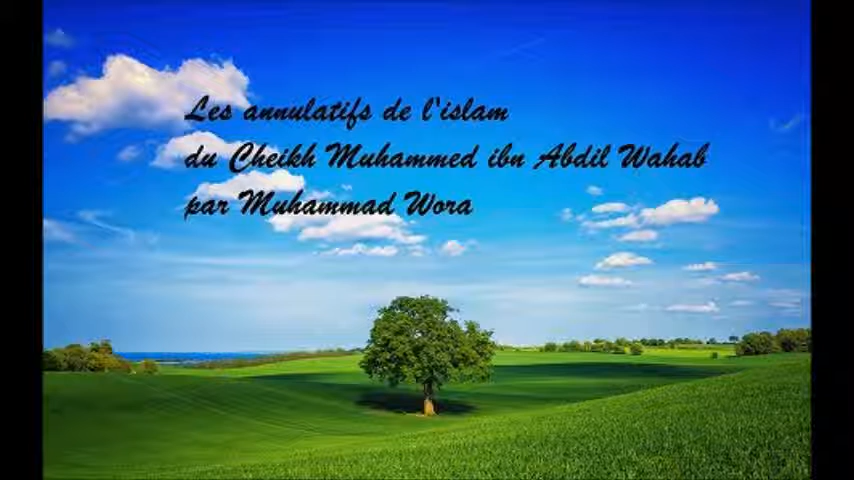 Les annulatifs de l'islam
du Cheikh Muhammed ibn Abdil Wahab
par Muhammad Wora